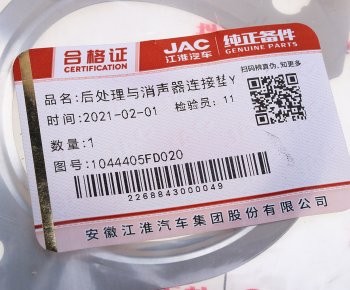 合格证
CERTIFICATION
JAC
江淮汽车
纯正备件
GENUINE PARTS
扫码辨真伪,知更多
品名:后处理与消声器连接垫Y
时间:2021-02-01 检验员:11
数量:1
图号:1044405FD020
2268843000049
安徽江淮汽车集团股份有限公司